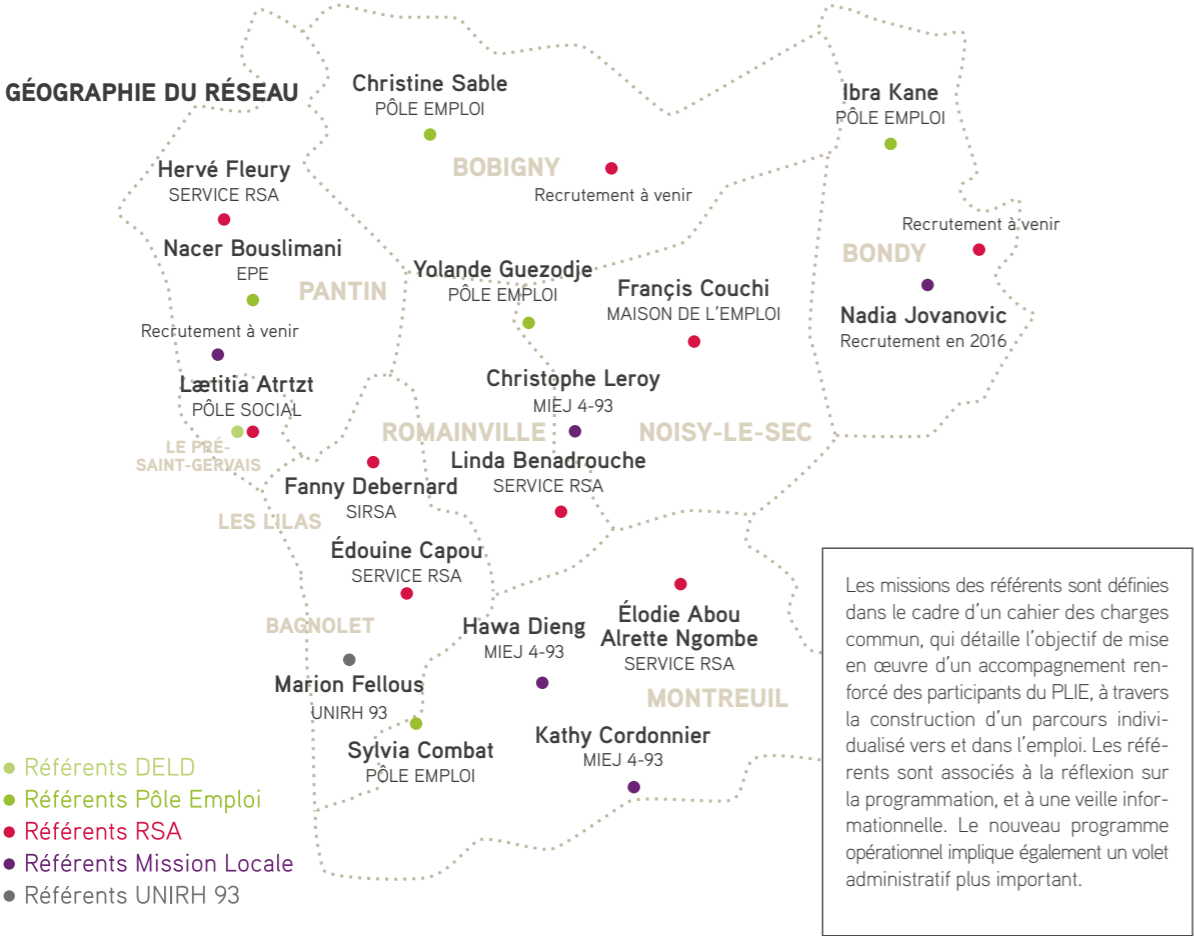 GÉOGRAPHIE DU RÉSEAU
Christine Sable
PÔLE EMPLOI
BOBIGNY
Recrutement à venir
Ibra Kane
PÔLE EMPLOI
Recrutement à venir
BONDY
Nadia Jovanovic
Recrutement en 2016
Hervé Fleury
SERVICE RSA
Nacer Bouslimani
EPE
PANTIN
Recrutement à venir
Lætitia Atrtzt
PÔLE SOCIAL
LE PRÉ-
SAINT-GERVAIS
Yolande Guezodje
PÔLE EMPLOI
Françis Couchi
MAISON DE L'EMPLOI
Christophe Leroy
MIEJ 4-93
ROMAINVILLE
NOISY-LE-SEC
Linda Benadrouche
SERVICE RSA
Fanny Debernard
SIRSA
LES LILAS
Édouine Capou
SERVICE RSA
BAGNOLET
Marion Fellous
UNIRH 93
Sylvia Combat
PÔLE EMPLOI
Hawa Dieng
MIEJ 4-93
Élodie Abou
Alrette Ngombe
SERVICE RSA
MONTREUIL
Kathy Cordonnier
MIEJ 4-93
Référents DELD
Référents Pôle Emploi
Référents RSA
Référents Mission Locale
Référents UNIRH 93
Les missions des référents sont définies
dans le cadre d'un cahier des charges
commun, qui détaille l'objectif de mise
en œuvre d'un accompagnement ren-
forcé des participants du PLIE, à travers
la construction d'un parcours indivi-
dualisé vers et dans l'emploi. Les réfé-
rents sont associés à la réflexion sur
la programmation, et à une veille infor-
mationnelle. Le nouveau programme
opérationnel implique également un volet
administratif plus important.